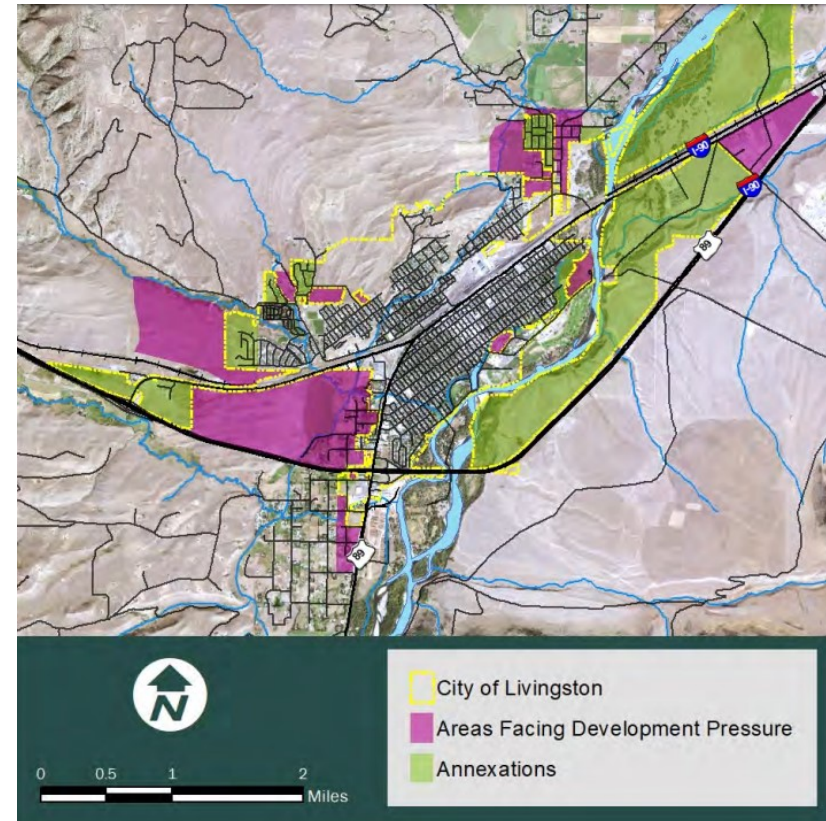 I-90
I-90
89
89
N
City of Livingston
Areas Facing Development Pressure
Annexations
0 0.5 1 2
Miles